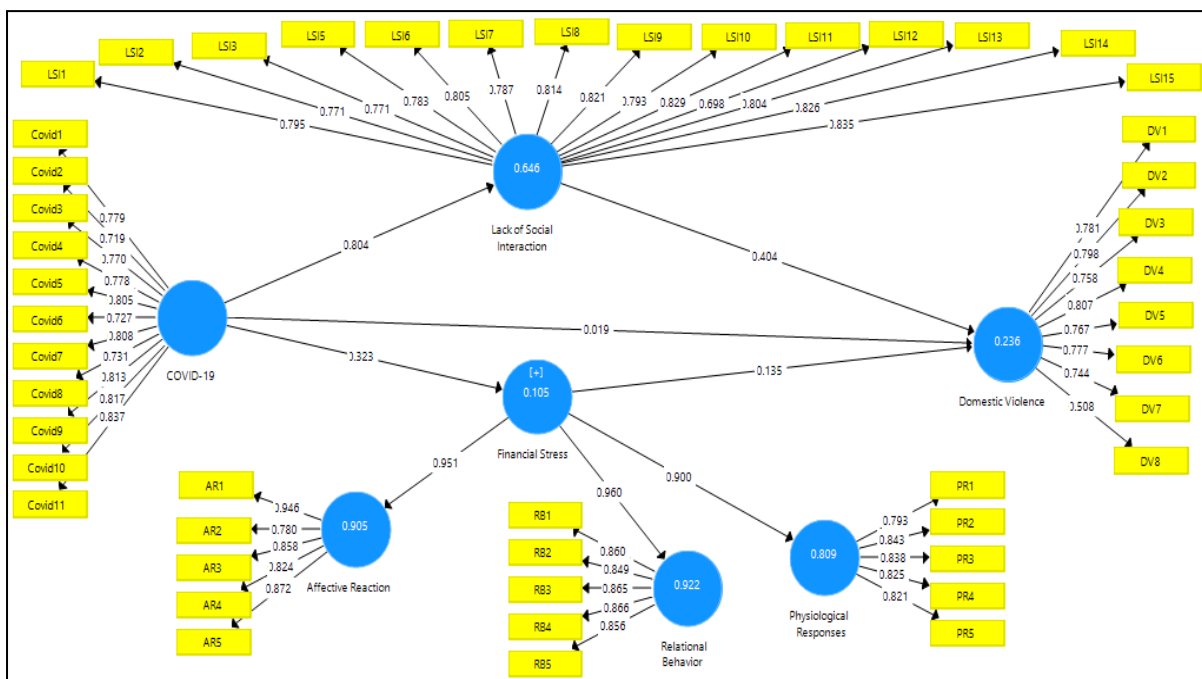 LSI1
LSI2
LSI3
LSI5
LSI6
LSI7
LSI8
LSI9
LSI10
LSI11
LSI12
LSI13
LSI14
LSI15
0.795
0.771
0.771
0.783
0.805
0.787
0.814
0.821
0.793
0.829
0.698
0.804
0.826
0.835
0.646
Lack of Social
Interaction
Covid1
Covid2
Covid3
Covid4
Covid5
Covid6
Covid7
Covid8
Covid9
Covid10
Covid11
0.779
0.719
0.770
0.778
0.805
0.727
0.808
0.731
0.813
0.817
0.837
COVID-19
0.804
0.404
0.019
0.323
0.135
[+]
0.105
Financial Stress
0.236
Domestic Violence
DV1
DV2
DV3
DV4
DV5
DV6
DV7
DV8
0.781
0.798
0.758
0.807
0.767
0.777
0.744
0.508
0.951
0.960
0.900
AR1
AR2
AR3
AR4
AR5
0.946
0.780
0.858
0.824
0.872
0.905
Affective Reaction
RB1
RB2
RB3
RB4
RB5
0.860
0.849
0.865
0.866
0.856
0.922
Relational
Behavior
0.809
Physiological
Responses
0.793
0.843
0.838
0.825
0.821
PR1
PR2
PR3
PR4
PR5